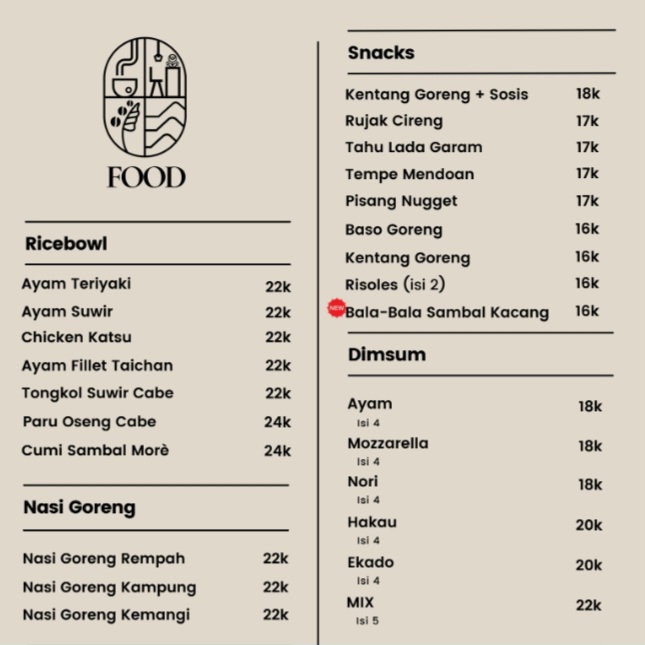 FOOD
Ricebowl
Ayam Teriyaki 22k
Ayam Suwir 22k
Chicken Katsu 22k
Ayam Fillet Taichan 22k
Tongkol Suwir Cabe 22k
Paru Oseng Cabe 24k
Cumi Sambal Morè 24k
Nasi Goreng
Nasi Goreng Rempah 22k
Nasi Goreng Kampung 22k
Nasi Goreng Kemangi 22k
Snacks
Kentang Goreng + Sosis 18k
Rujak Cireng 17k
Tahu Lada Garam 17k
Tempe Mendoan 17k
Pisang Nugget 17k
Baso Goreng 16k
Kentang Goreng 16k
Risoles (isi 2) 16k
NEW Bala-Bala Sambal Kacang 16k
Dimsum
Ayam 18k
Isi 4
Mozzarella 18k
Isi 4
Nori 18k
Isi 4
Hakau 20k
Isi 4
Ekado 20k
Isi 4
MIX 22k
Isi 5